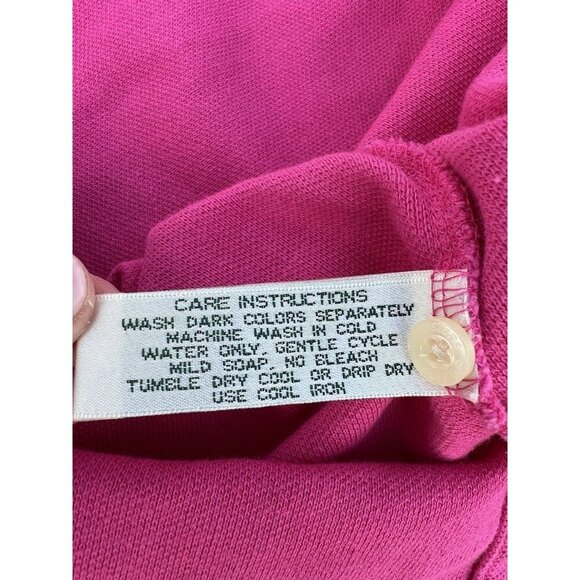 CARE INSTRUCTIONS
WASH DARK COLORS SEPARATELY
MACHINE WASH IN COLD
WATER ONLY. GENTLE CYCLE
MILD SOAP. NO BLEACH
TUMBLE DRY COOL OR DRIP DRY
USE COOL IRON